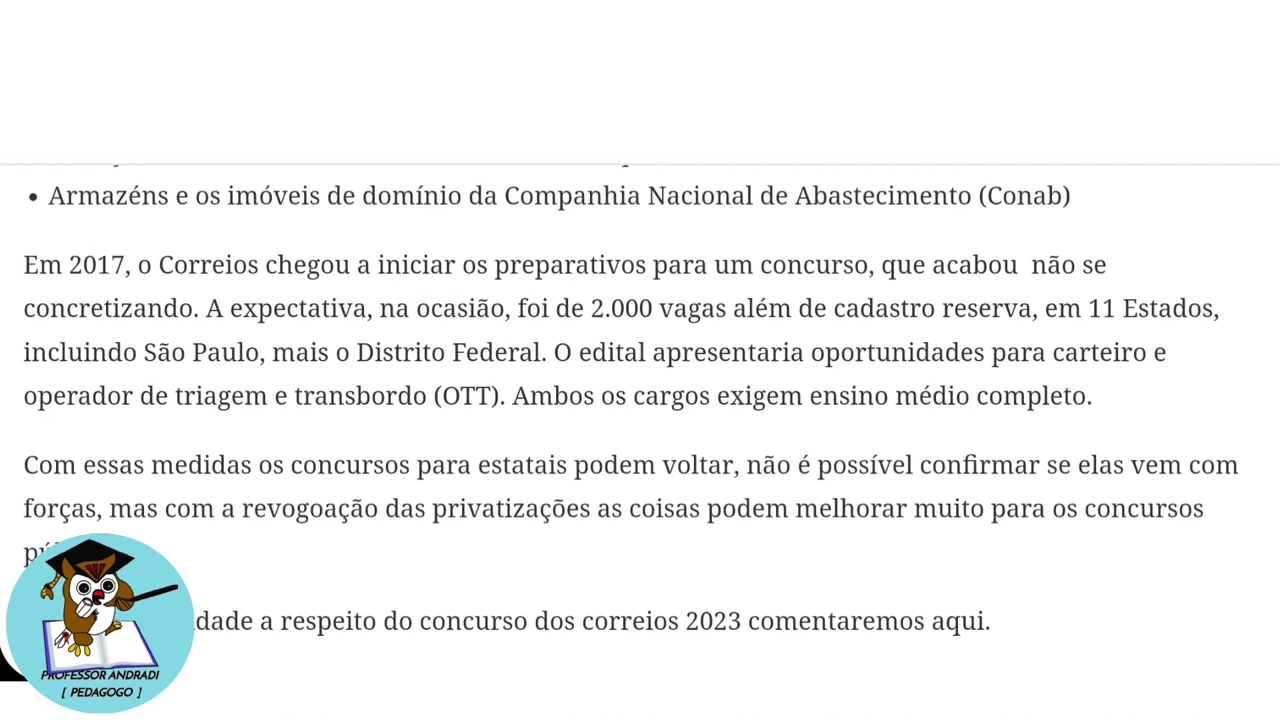 • Armazéns e os imóveis de domínio da Companhia Nacional de Abastecimento (Conab)
Em 2017, o Correios chegou a iniciar os preparativos para um concurso, que acabou não se
concretizando. A expectativa, na ocasião, foi de 2.000 vagas além de cadastro reserva, em 11 Estados,
incluindo São Paulo, mais o Distrito Federal. O edital apresentaria oportunidades para carteiro e
operador de triagem e transbordo (OTT). Ambos os cargos exigem ensino médio completo.
Com essas medidas os concursos para estatais podem voltar, não é possível confirmar se elas vem com
forças, mas com a revogoação das privatizações as coisas podem melhorar muito para os concursos
a respeito do concurso dos correios 2023 comentaremos aqui.
PROFESSOR ANDRADI
[ PEDAGOGO ]